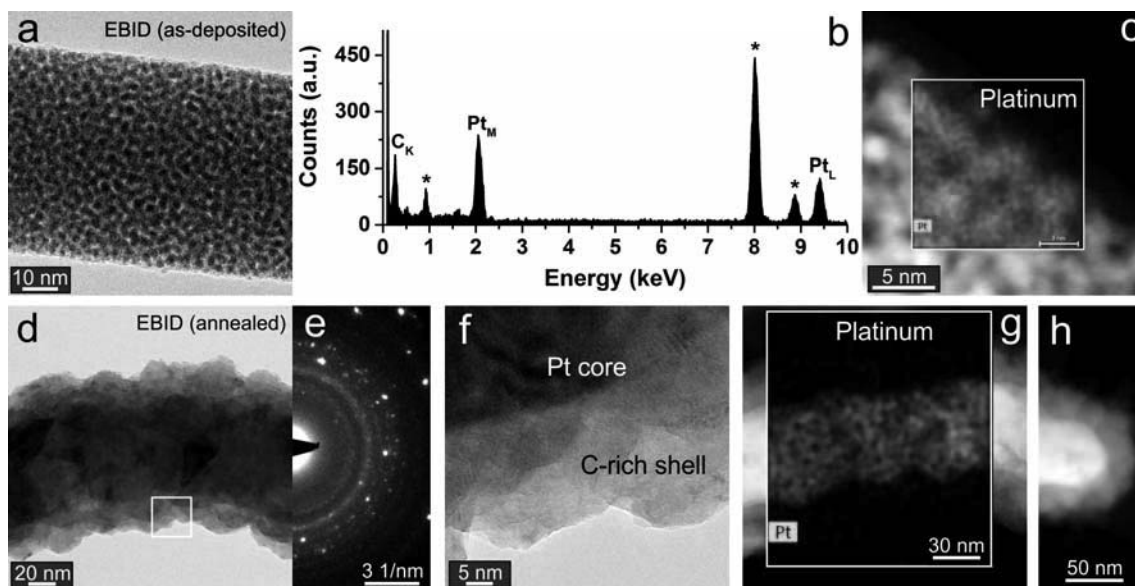 a
EBID (as-deposited)
10 nm
b
Counts (a.u.)
450
300
150
0
C_K
*
Pt_M
*
*
Pt_L
0 1 2 3 4 5 6 7 8 9 10
Energy (keV)
c
Platinum
Pt
5 nm
d
EBID (annealed)
20 nm
e
3 1/nm
f
Pt core
C-rich shell
5 nm
g
Platinum
Pt
30 nm
h
50 nm